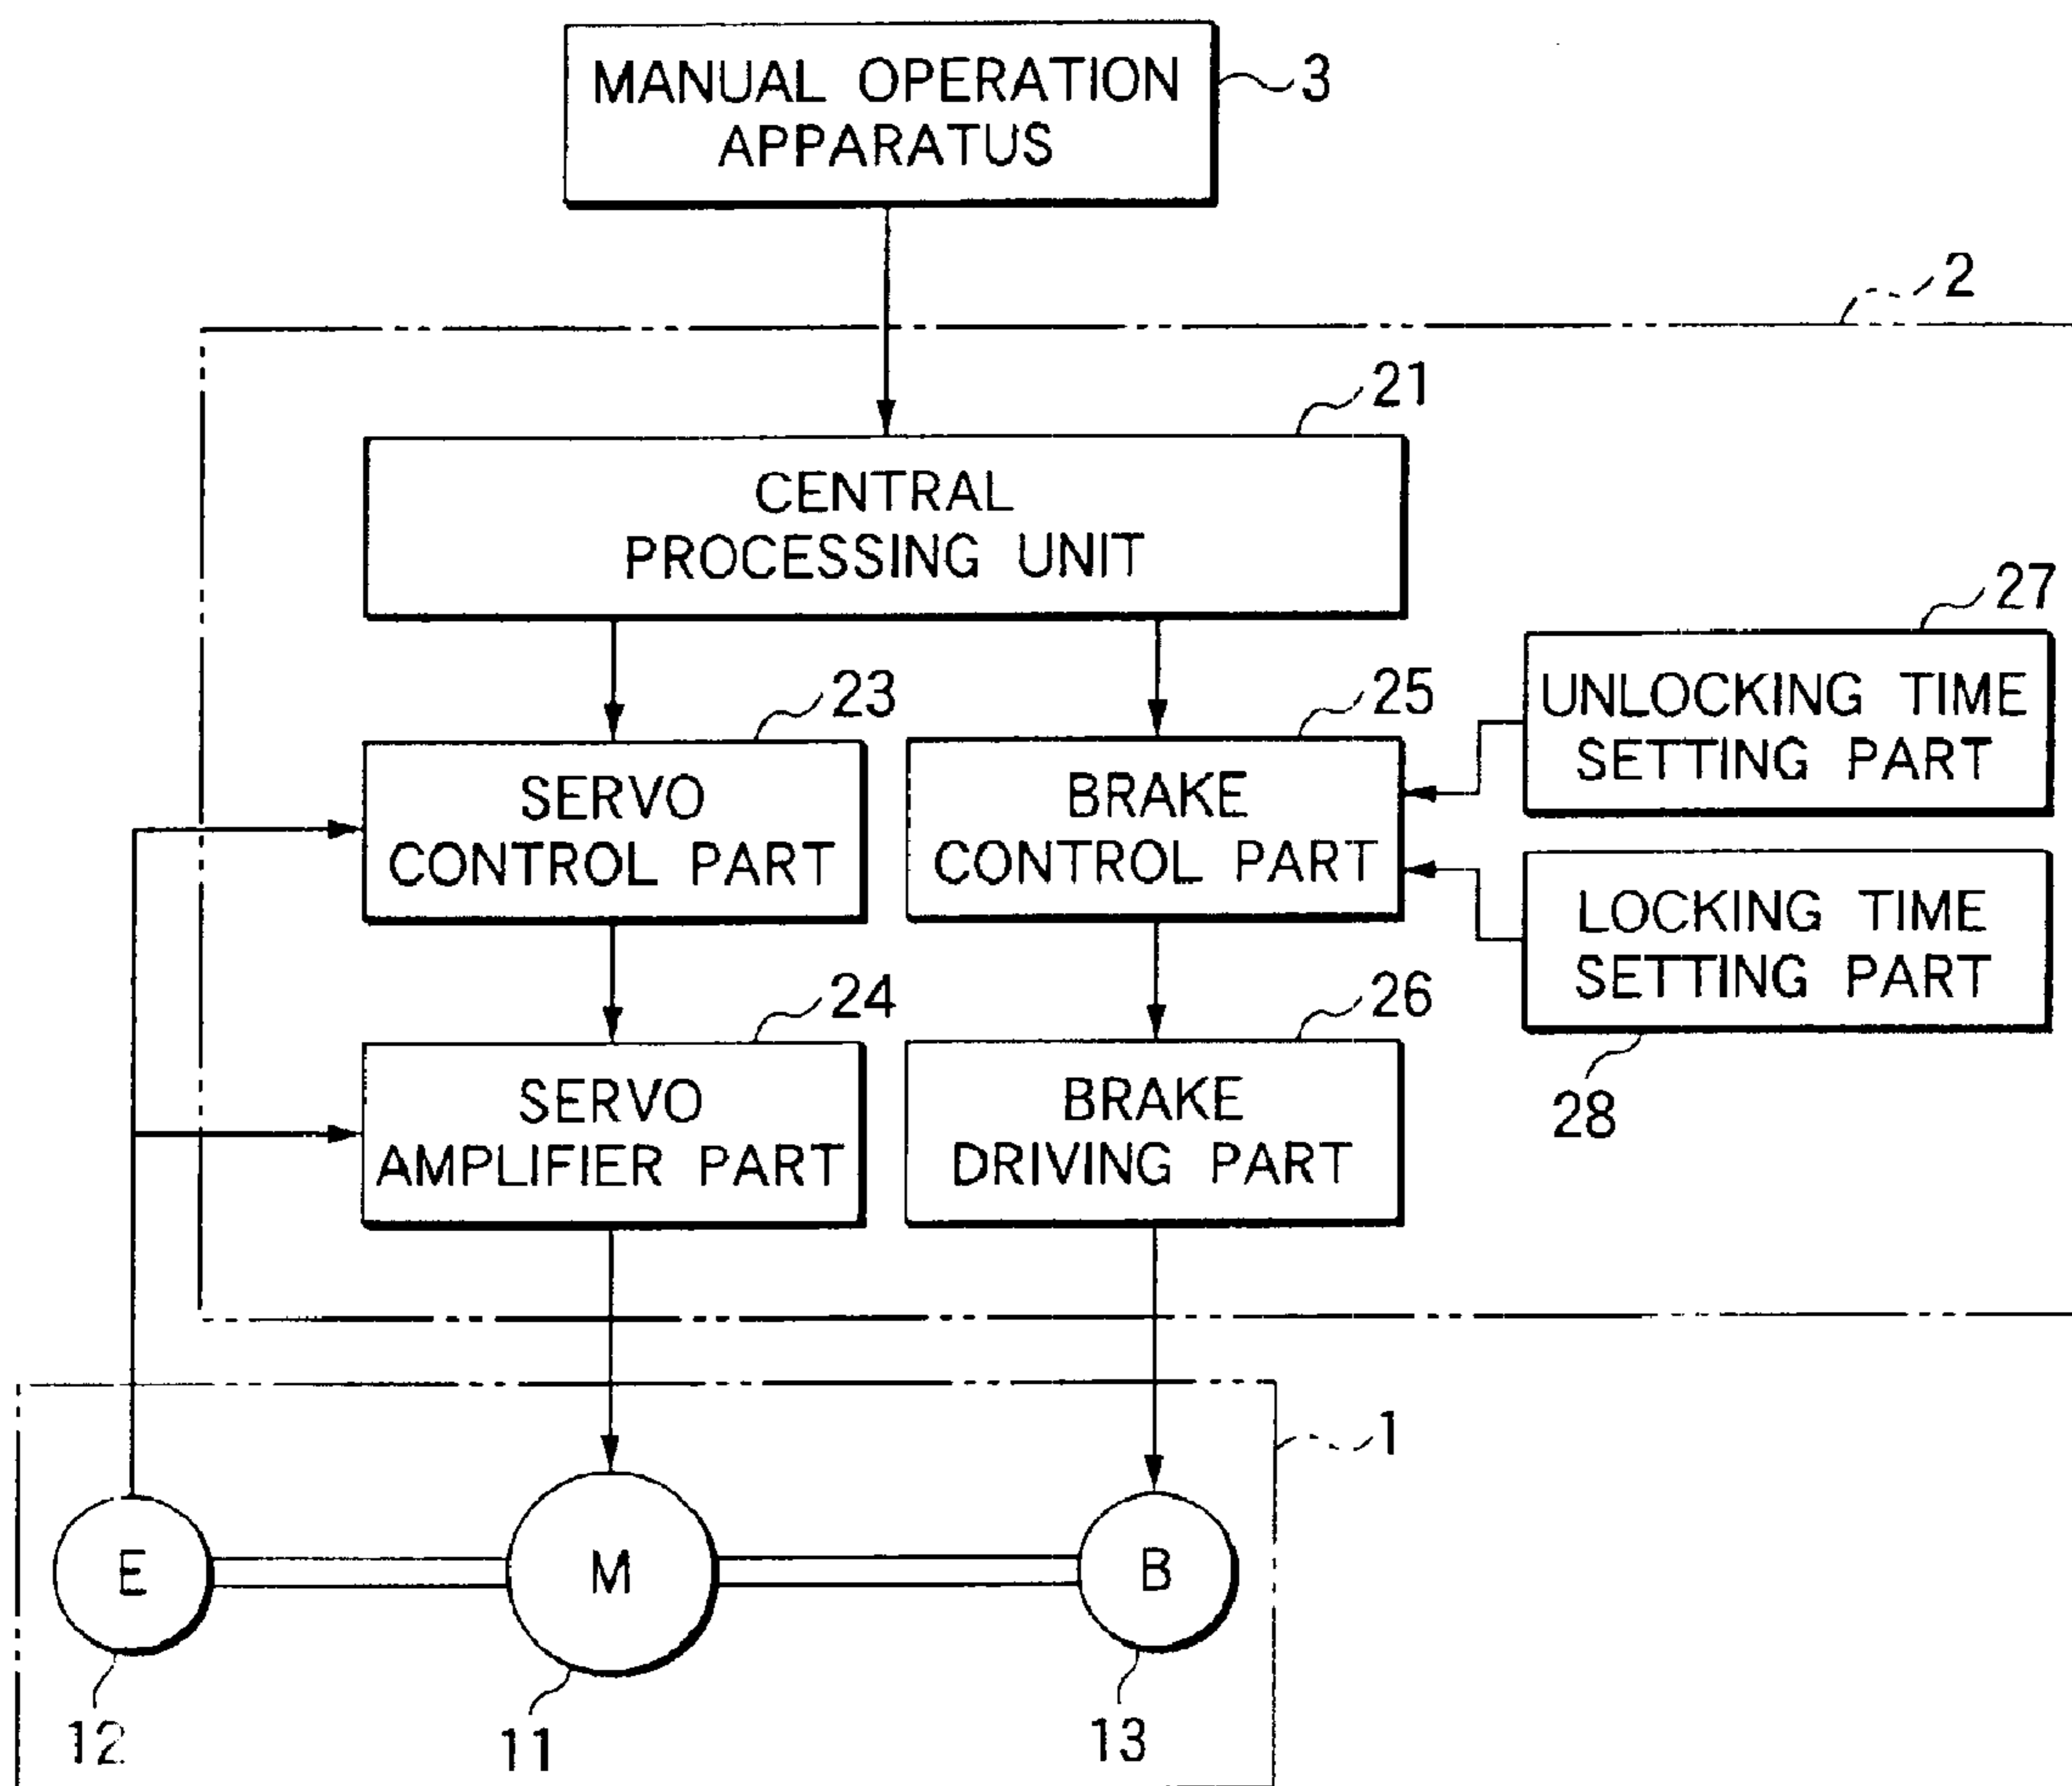 MANUAL OPERATION
APPARATUS
3
2
21
CENTRAL
PROCESSING UNIT
27
UNLOCKING TIME
SETTING PART
23
25
SERVO
CONTROL PART
BRAKE
CONTROL PART
LOCKING TIME
SETTING PART
28
24
26
SERVO
AMPLIFIER PART
BRAKE
DRIVING PART
1
E
M
B
12
11
13